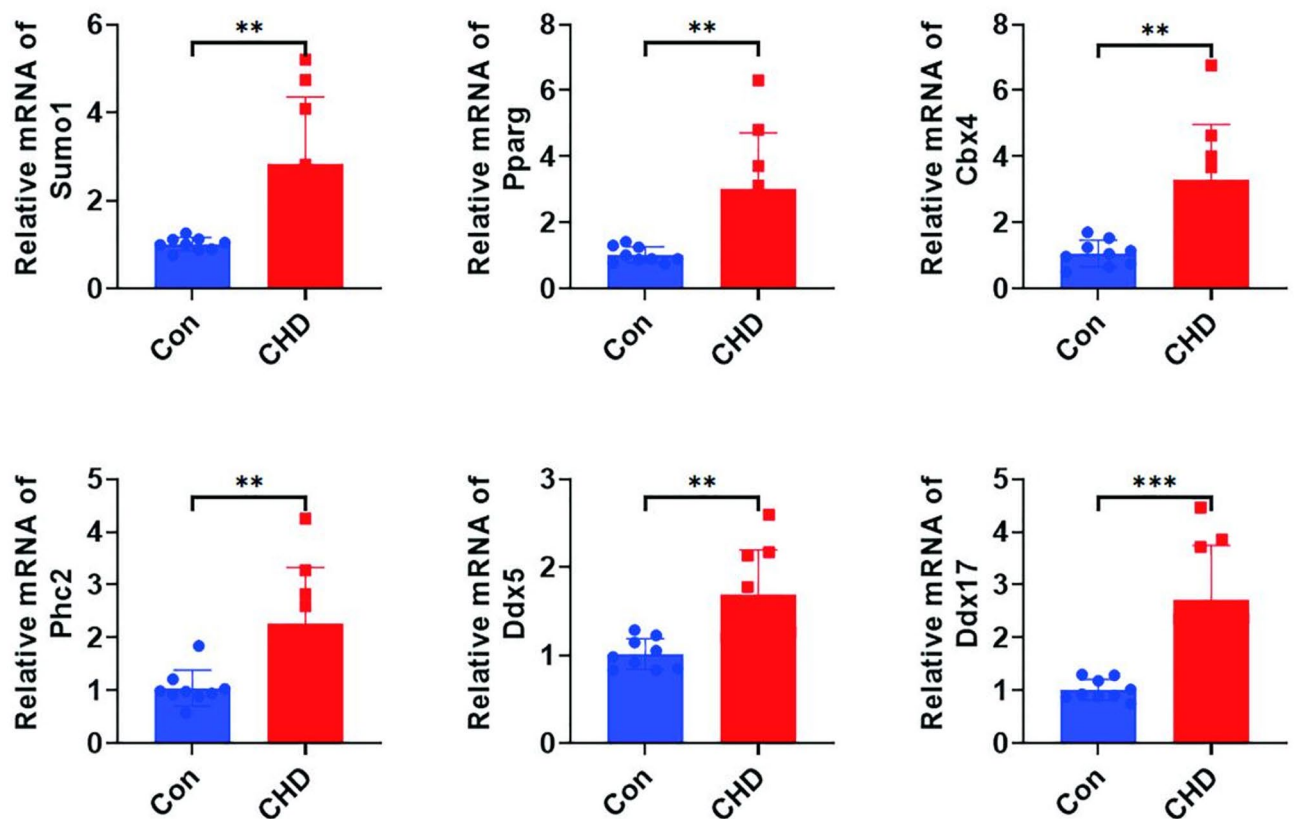 Relative mRNA of
Sumo1
6
4
2
0
**
Con
CHD
Relative mRNA of
Pparg
8
6
4
2
0
**
Con
CHD
Relative mRNA of
Cbx4
8
6
4
2
0
**
Con
CHD
Relative mRNA of
Phc2
5
4
3
2
1
0
**
Con
CHD
Relative mRNA of
Ddx5
3
2
1
0
**
Con
CHD
Relative mRNA of
Ddx17
5
4
3
2
1
0
***
Con
CHD